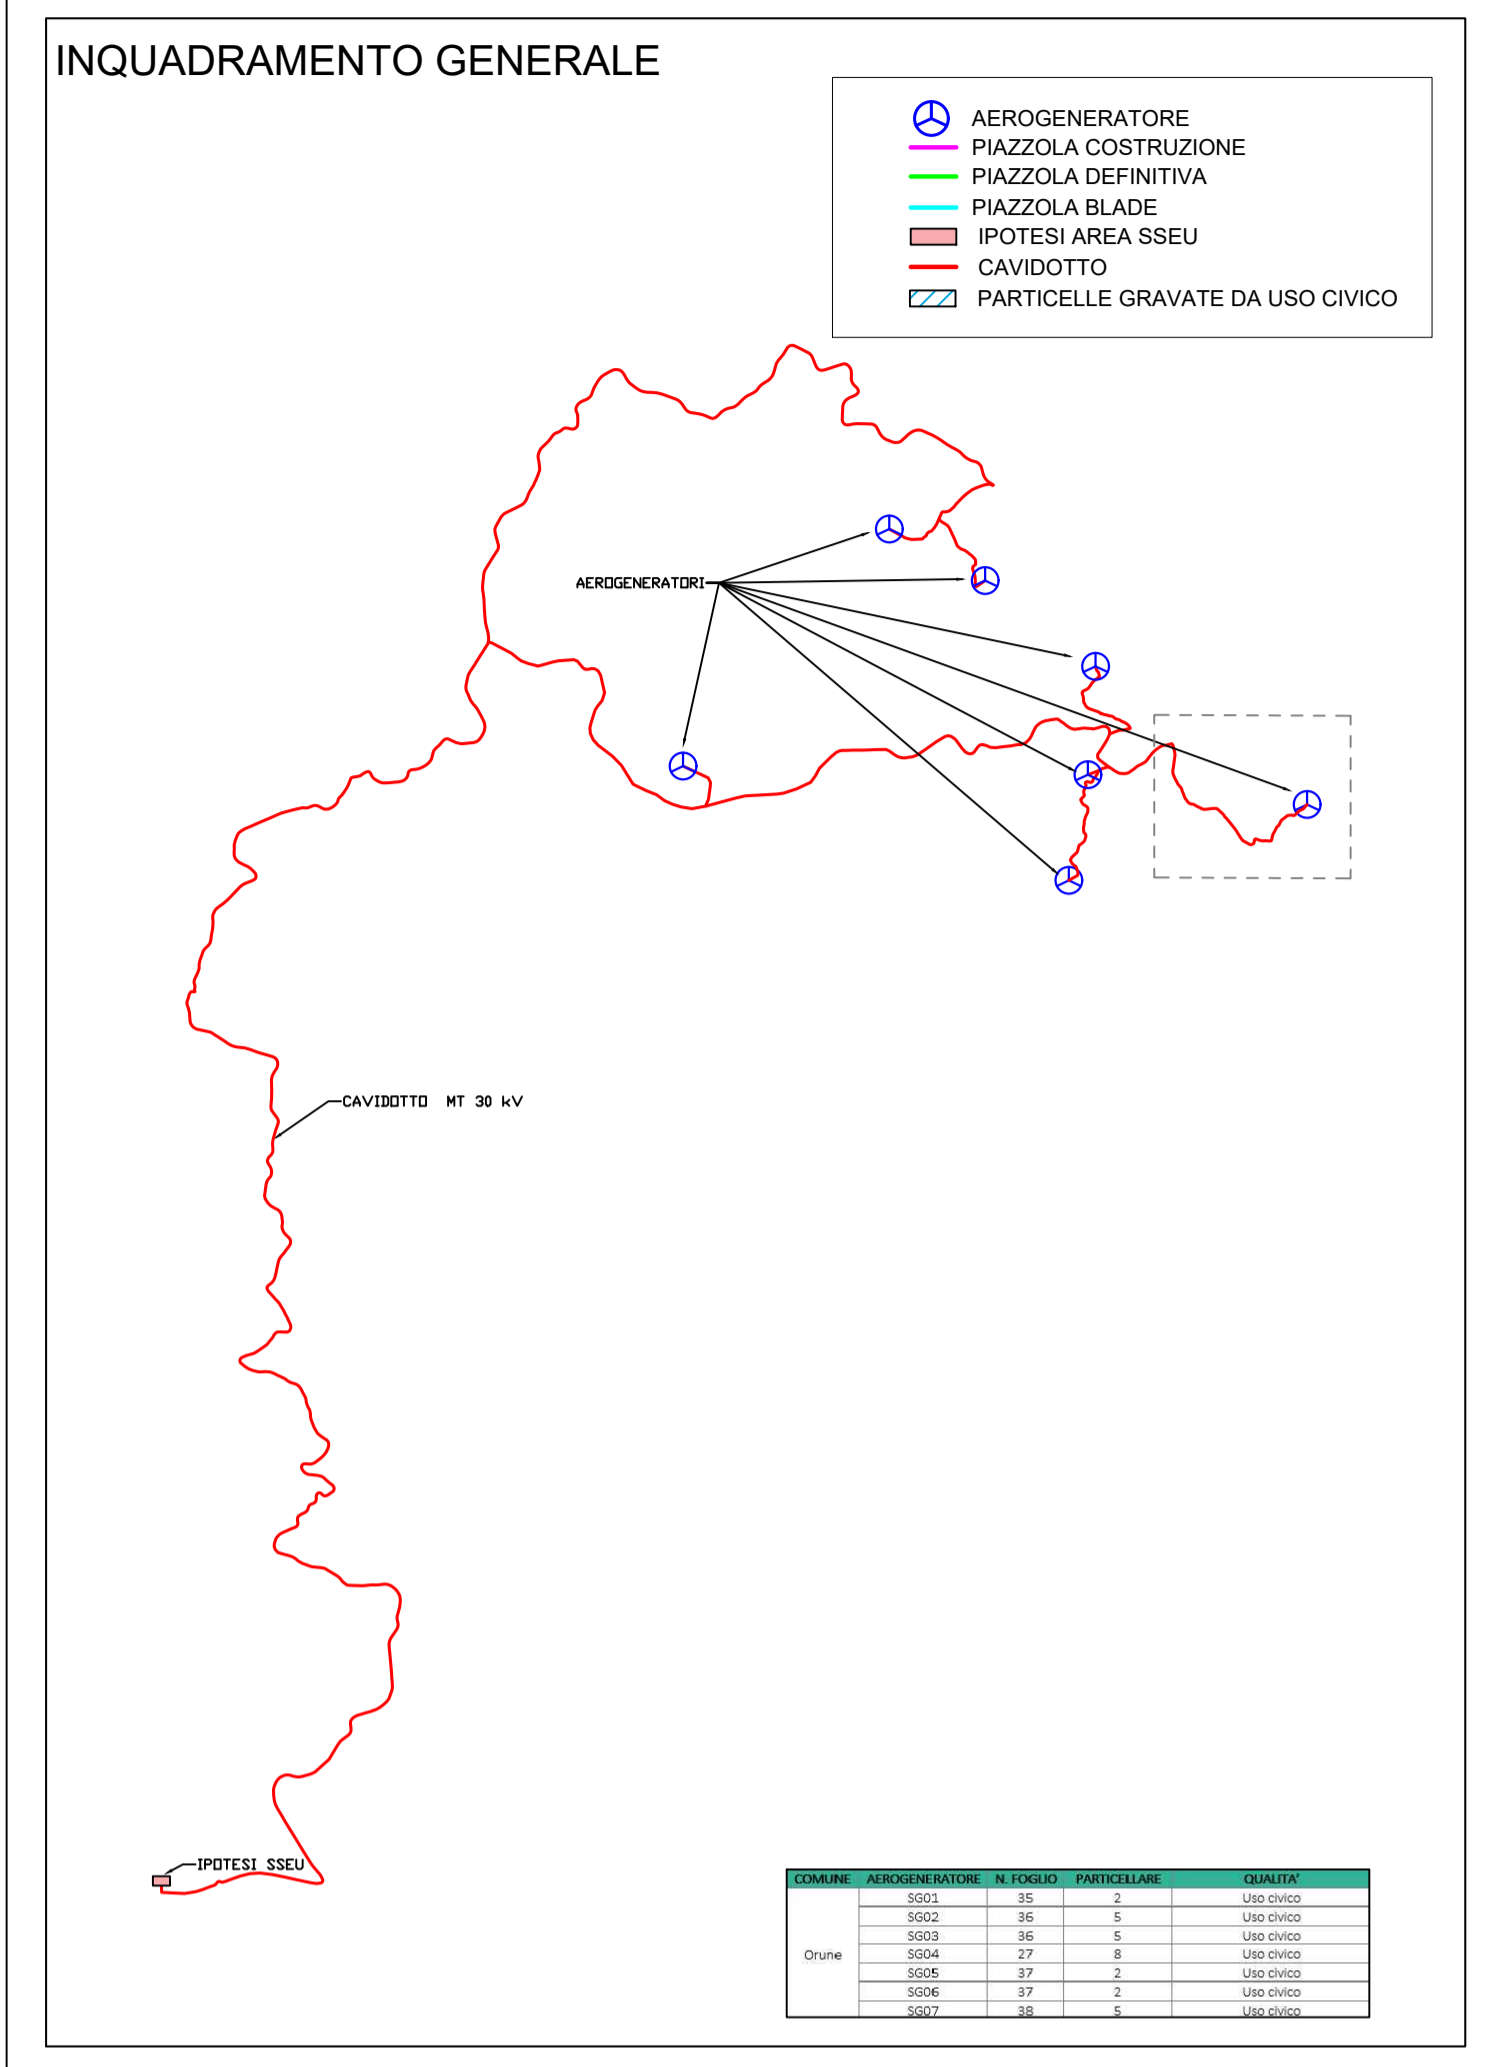 INQUADRAMENTO GENERALE
AEROGENERATORE
PIAZZOLA COSTRUZIONE
PIAZZOLA DEFINITIVA
PIAZZOLA BLADE
IPOTESI AREA SSEU
CAVIDOTTO
PARTICELLE GRAVATE DA USO CIVICO
AEROGENERATORI
CAVIDOTTO MT 30 kV
IPOTESI SSEU
COMUNE AEROGENERATORE N. FOGLIO PARTICELLARE QUALITA'
SG01 35 2 Uso civico
SG02 36 5 Uso civico
SG03 36 5 Uso civico
Orune SG04 27 8 Uso civico
SG05 37 2 Uso civico
SG06 37 2 Uso civico
SG07 38 5 Uso civico